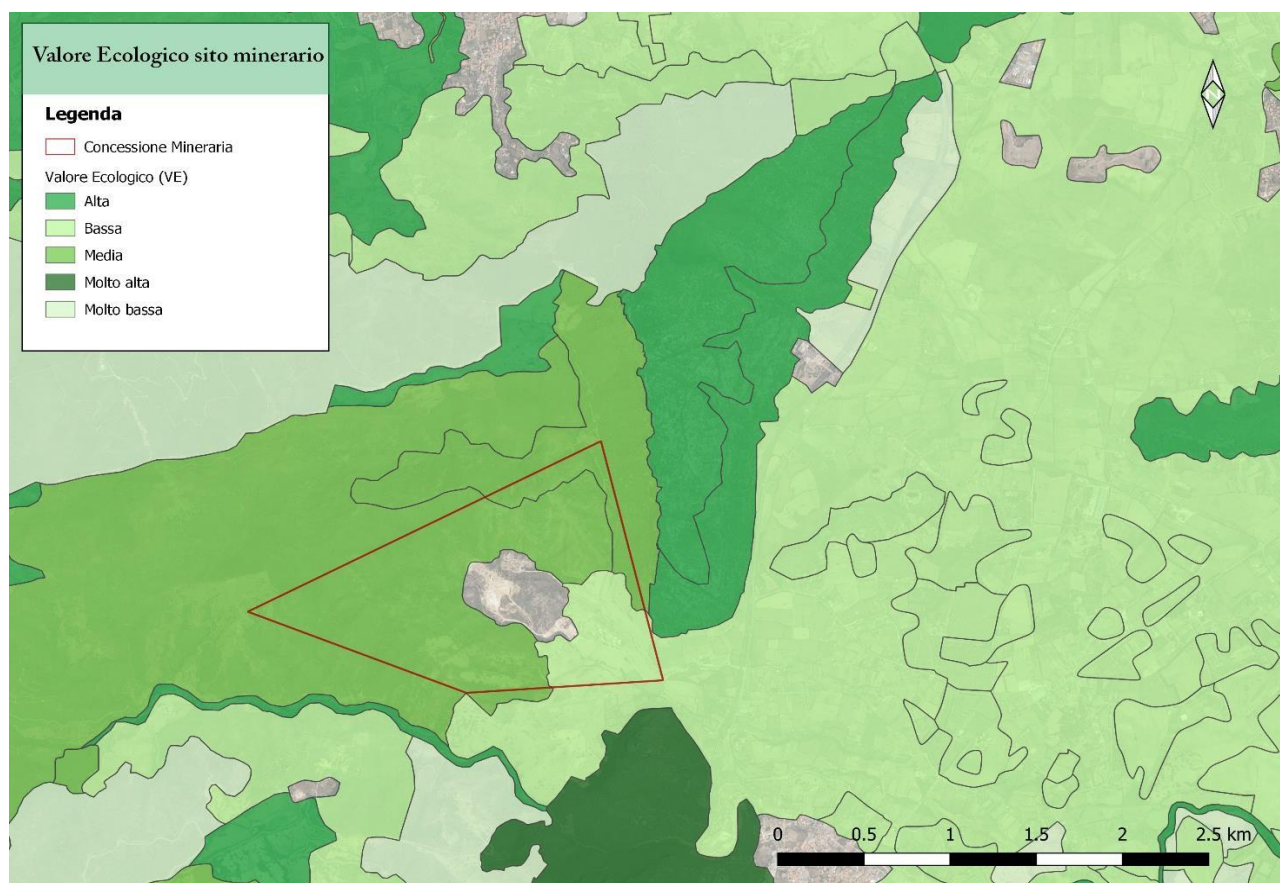 Valore Ecologico sito minerario
Legenda
Concessione Mineraria
Valore Ecologico (VE)
Alta
Bassa
Media
Molto alta
Molto bassa
N
0 0.5 1 1.5 2 2.5 km